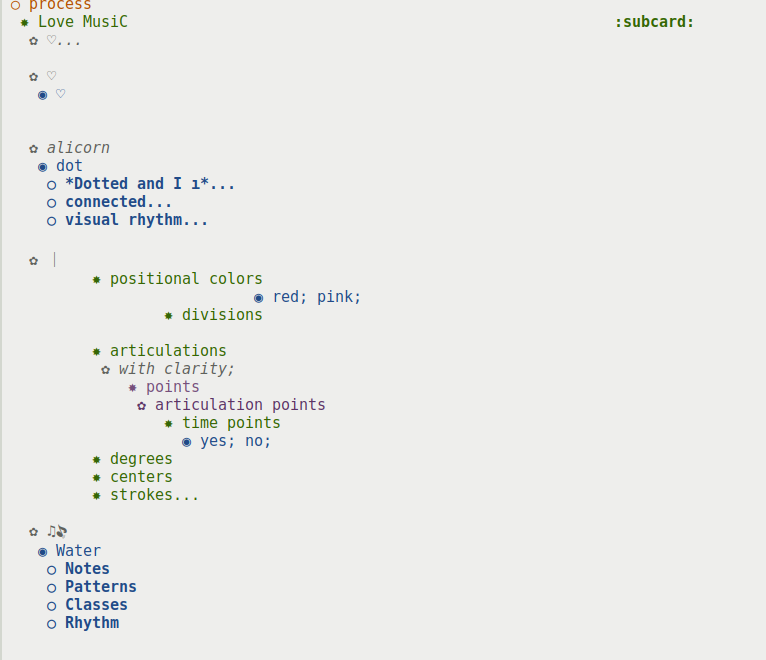 ○ process
✸ Love MusiC :subcard:
✿ ♡...
✿ ♡
◉ ♡
✿ alicorn
◉ dot
○ *Dotted and I ı*...
○ connected...
○ visual rhythm...
✿ |
✸ positional colors
◉ red; pink;
✸ divisions
✸ articulations
✿ with clarity;
✸ points
✿ articulation points
✸ time points
◉ yes; no;
✸ degrees
✸ centers
✸ strokes...
✿ ♫
◉ Water
○ Notes
○ Patterns
○ Classes
○ Rhythm